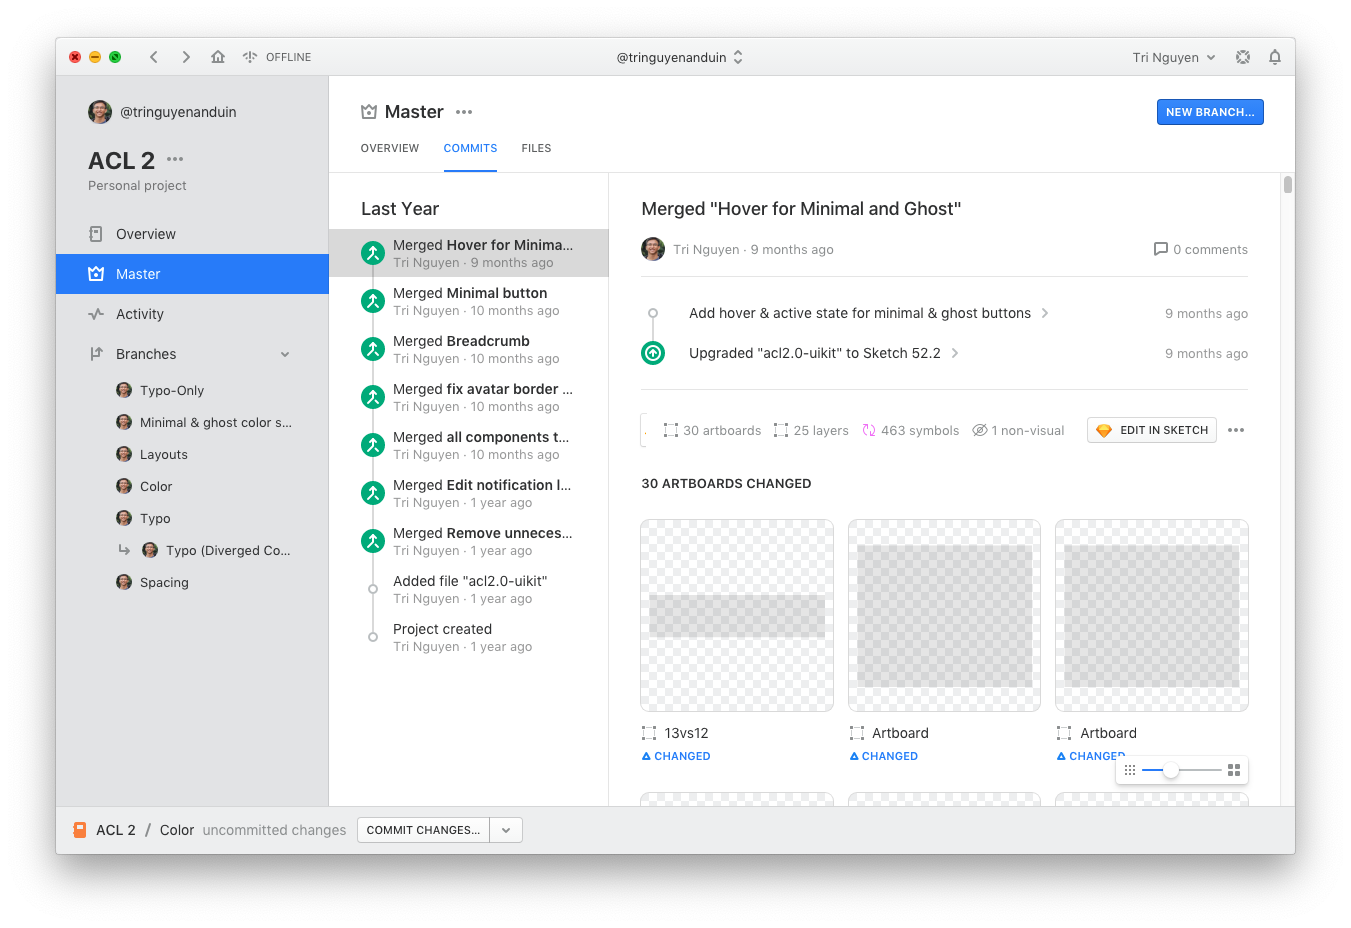 OFFLINE
@tringuyenanduin
Tri Nguyen
@tringuyenanduin
ACL 2
Personal project
Overview
Master
Activity
Branches
Typo-Only
Minimal & ghost color s...
Layouts
Color
Typo
Typo (Diverged Co...
Spacing
Master
NEW BRANCH...
OVERVIEW COMMITS FILES
Last Year
Merged Hover for Minima...
Tri Nguyen · 9 months ago
Merged Minimal button
Tri Nguyen · 10 months ago
Merged Breadcrumb
Tri Nguyen · 10 months ago
Merged fix avatar border ...
Tri Nguyen · 10 months ago
Merged all components t...
Tri Nguyen · 10 months ago
Merged Edit notification l...
Tri Nguyen · 1 year ago
Merged Remove unneces...
Tri Nguyen · 1 year ago
Added file "acl2.0-uikit"
Tri Nguyen · 1 year ago
Project created
Tri Nguyen · 1 year ago
Merged "Hover for Minimal and Ghost"
Tri Nguyen · 9 months ago
0 comments
Add hover & active state for minimal & ghost buttons
9 months ago
Upgraded "acl2.0-uikit" to Sketch 52.2
9 months ago
30 artboards 25 layers 463 symbols 1 non-visual
EDIT IN SKETCH
30 ARTBOARDS CHANGED
13vs12
CHANGED
Artboard
CHANGED
Artboard
CHANGED
ACL 2 / Color uncommitted changes
COMMIT CHANGES...